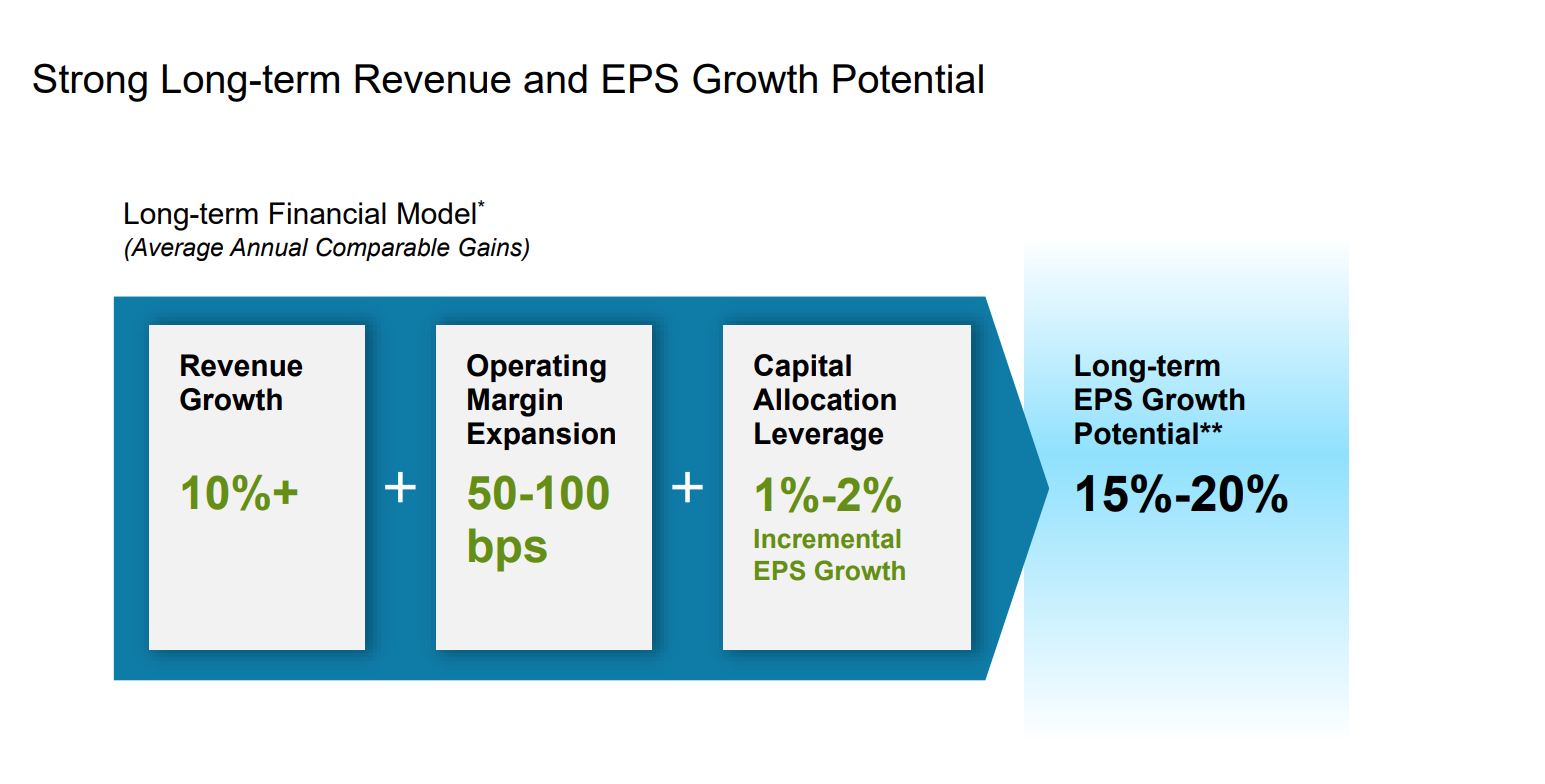 Strong Long-term Revenue and EPS Growth Potential
Long-term Financial Model*
(Average Annual Comparable Gains)
Revenue
Growth
10%+
+
Operating
Margin
Expansion
50-100
bps
+
Capital
Allocation
Leverage
1%-2%
Incremental
EPS Growth
Long-term
EPS Growth
Potential**
15%-20%